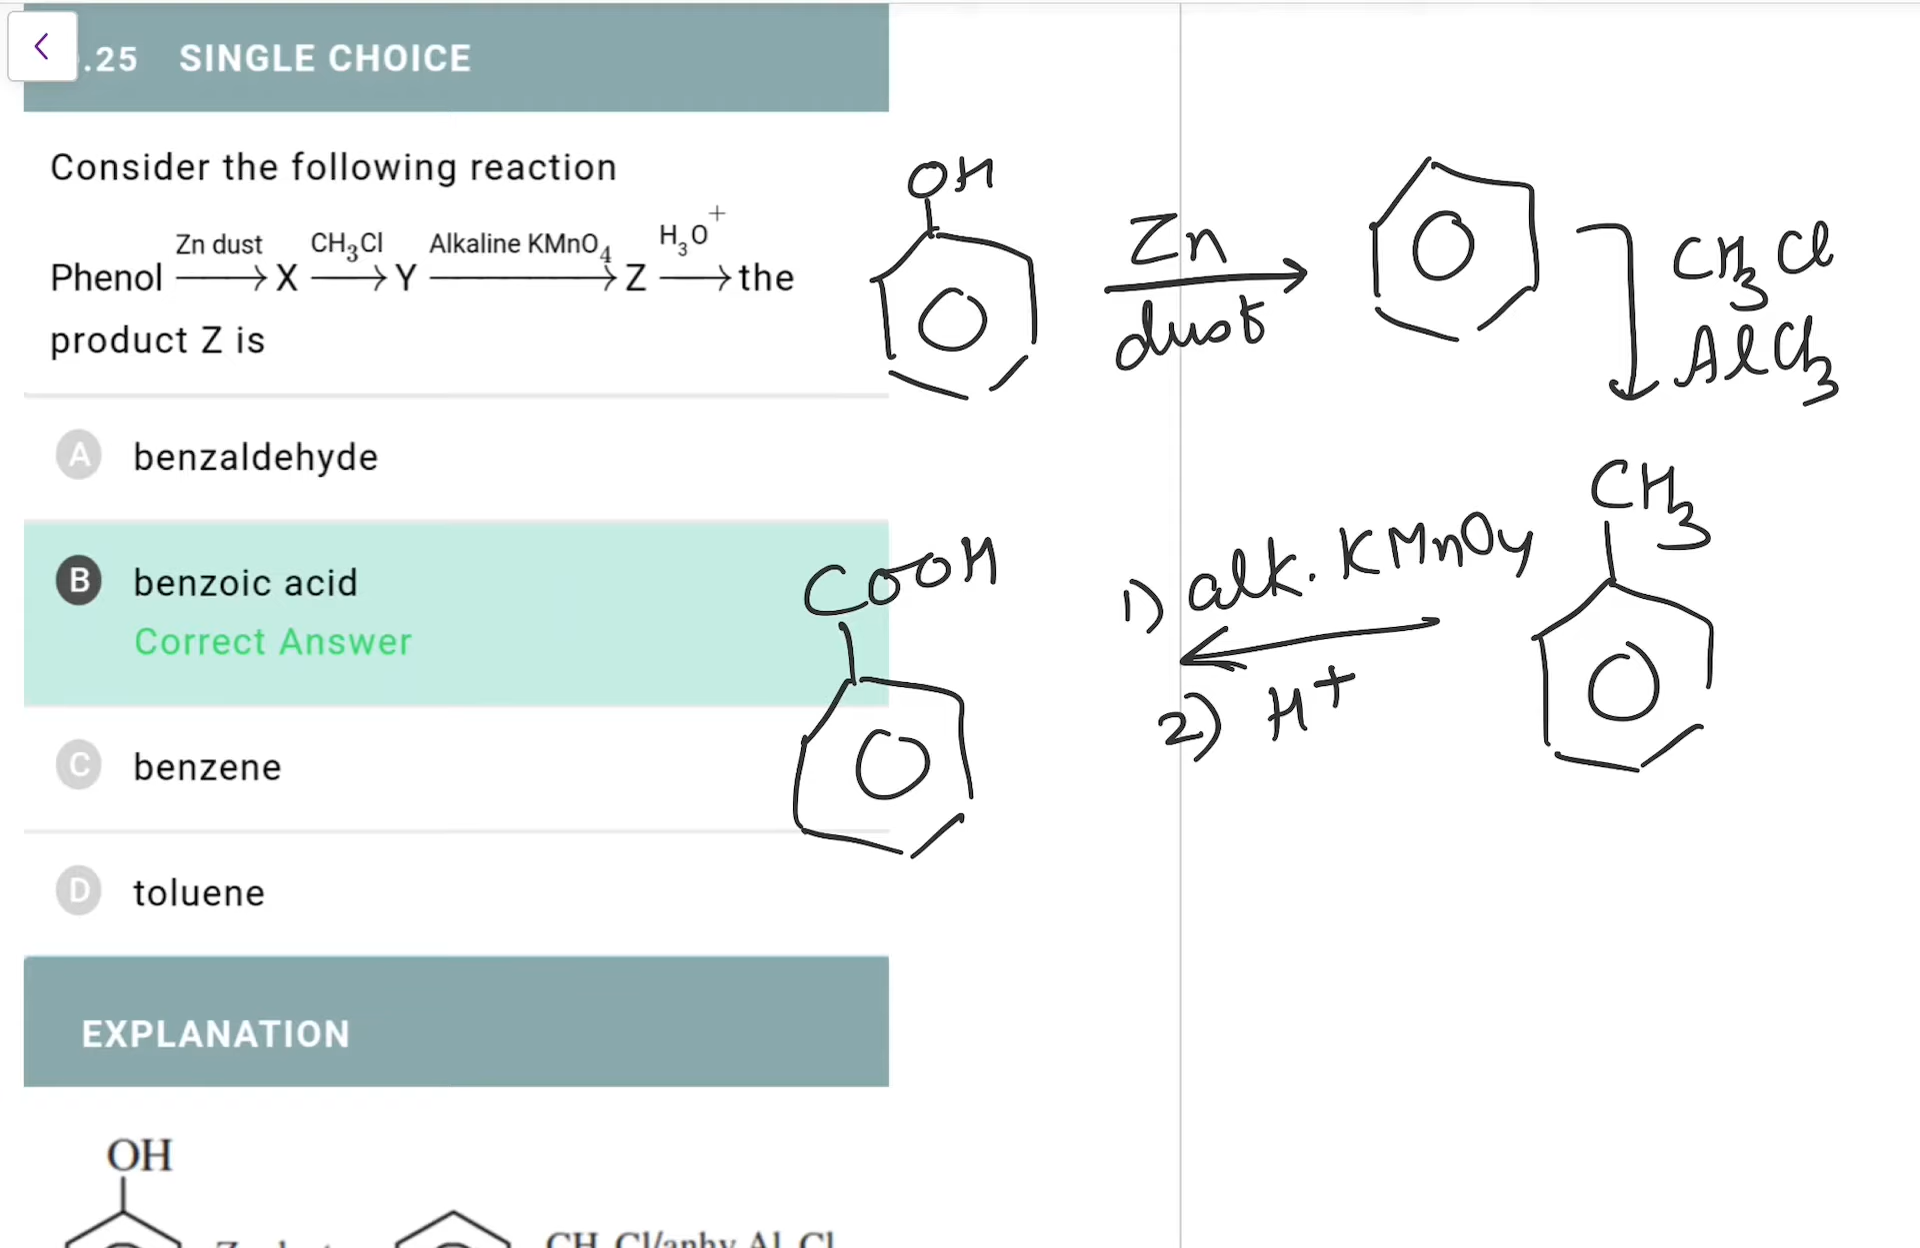 .25 SINGLE CHOICE
Consider the following reaction
Phenol —Zn dust→ X —CH₃Cl→ Y —Alkaline KMnO₄→ Z —H₃O⁺→ the
product Z is
A benzaldehyde
B benzoic acid
Correct Answer
C benzene
D toluene
EXPLANATION
OH
OH
Zn
dust
CH₃Cl
AlCl₃
CH₃
1) alk. KMnO₄
2) H⁺
COOH